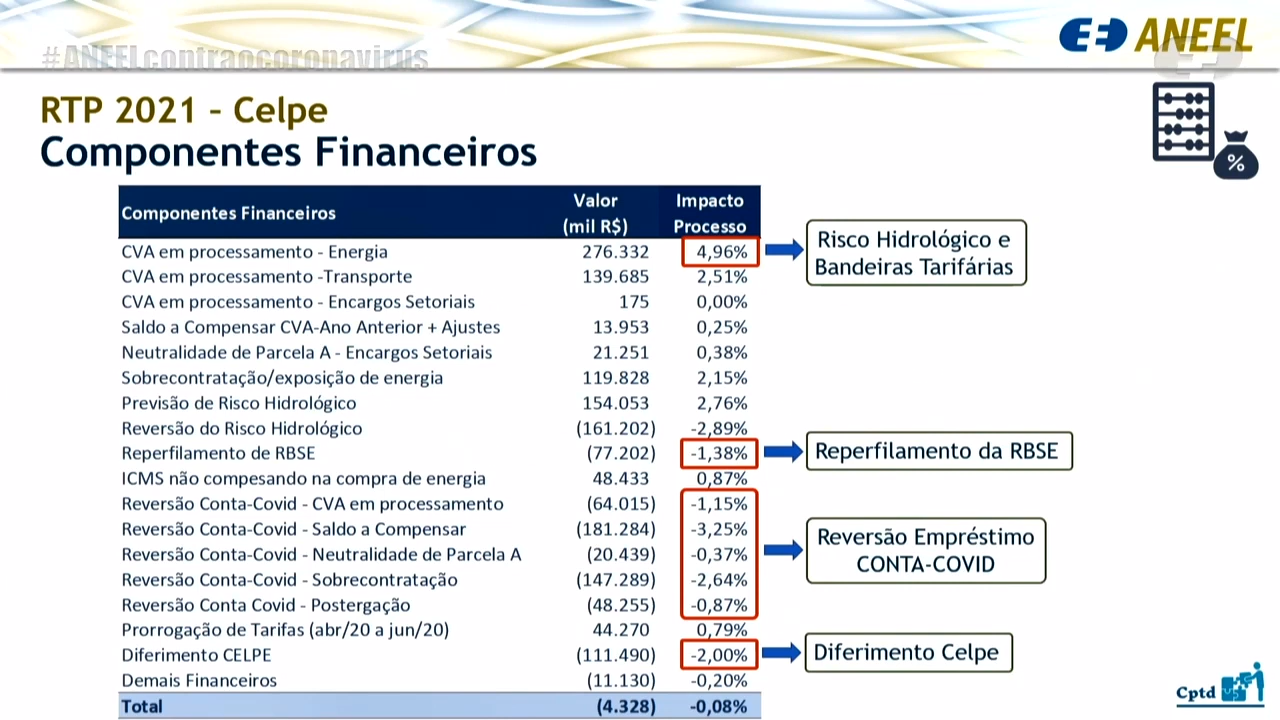 #ANEELcontraocoronavirus
ANEEL
RTP 2021 – Celpe
Componentes Financeiros
%
Componentes Financeiros Valor (mil R$) Impacto Processo
CVA em processamento - Energia 276.332 4,96%
CVA em processamento -Transporte 139.685 2,51%
CVA em processamento - Encargos Setoriais 175 0,00%
Saldo a Compensar CVA-Ano Anterior + Ajustes 13.953 0,25%
Neutralidade de Parcela A - Encargos Setoriais 21.251 0,38%
Sobrecontratação/exposição de energia 119.828 2,15%
Previsão de Risco Hidrológico 154.053 2,76%
Reversão do Risco Hidrológico (161.202) -2,89%
Reperfilamento de RBSE (77.202) -1,38%
ICMS não compesando na compra de energia 48.433 0,87%
Reversão Conta-Covid - CVA em processamento (64.015) -1,15%
Reversão Conta-Covid - Saldo a Compensar (181.284) -3,25%
Reversão Conta-Covid - Neutralidade de Parcela A (20.439) -0,37%
Reversão Conta-Covid - Sobrecontratação (147.289) -2,64%
Reversão Conta Covid - Postergação (48.255) -0,87%
Prorrogação de Tarifas (abr/20 a jun/20) 44.270 0,79%
Diferimento CELPE (111.490) -2,00%
Demais Financeiros (11.130) -0,20%
Total (4.328) -0,08%
Risco Hidrológico e
Bandeiras Tarifárias
Reperfilamento da RBSE
Reversão Empréstimo
CONTA-COVID
Diferimento Celpe
Cptd